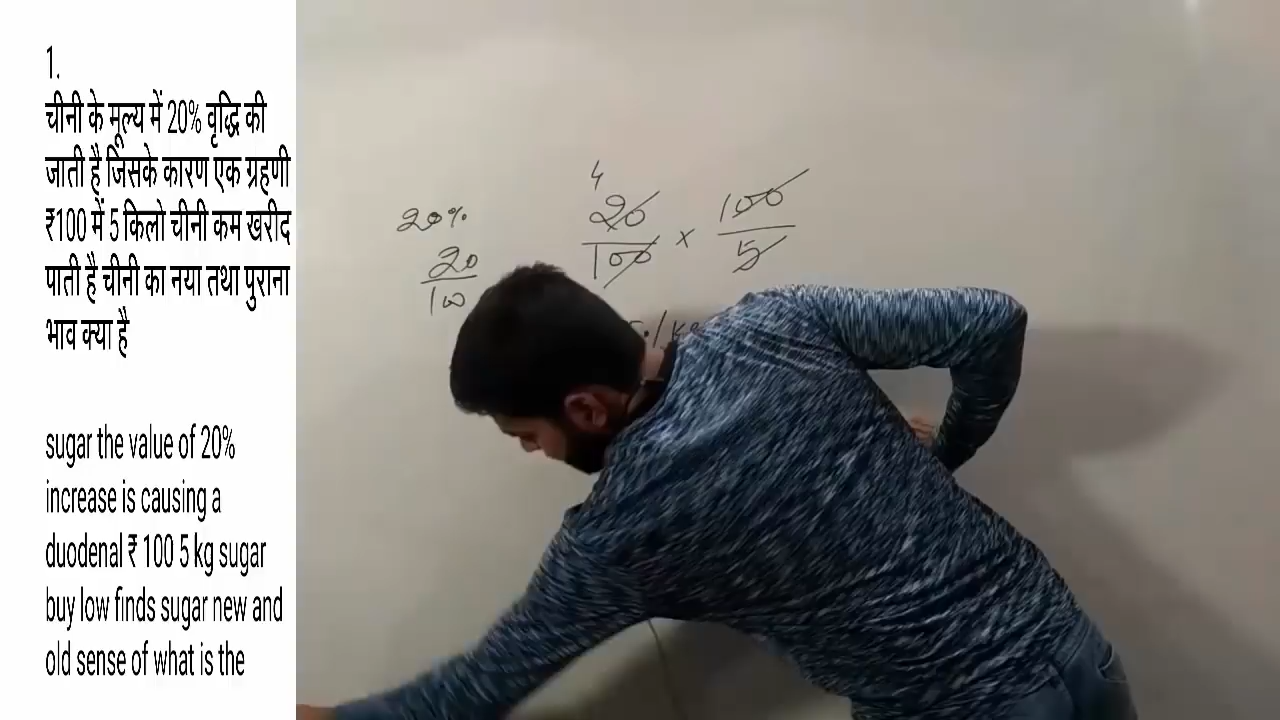 1.
चीनी के मूल्य में 20% वृद्धि की
जाती है जिसके कारण एक ग्रहणी
₹100 में 5 किलो चीनी कम खरीद
पाती है चीनी का नया तथा पुराना
भाव क्या है
sugar the value of 20%
increase is causing a
duodenal ₹ 100 5 kg sugar
buy low finds sugar new and
old sense of what is the
20%
20
100
4
20
100
×
100
5